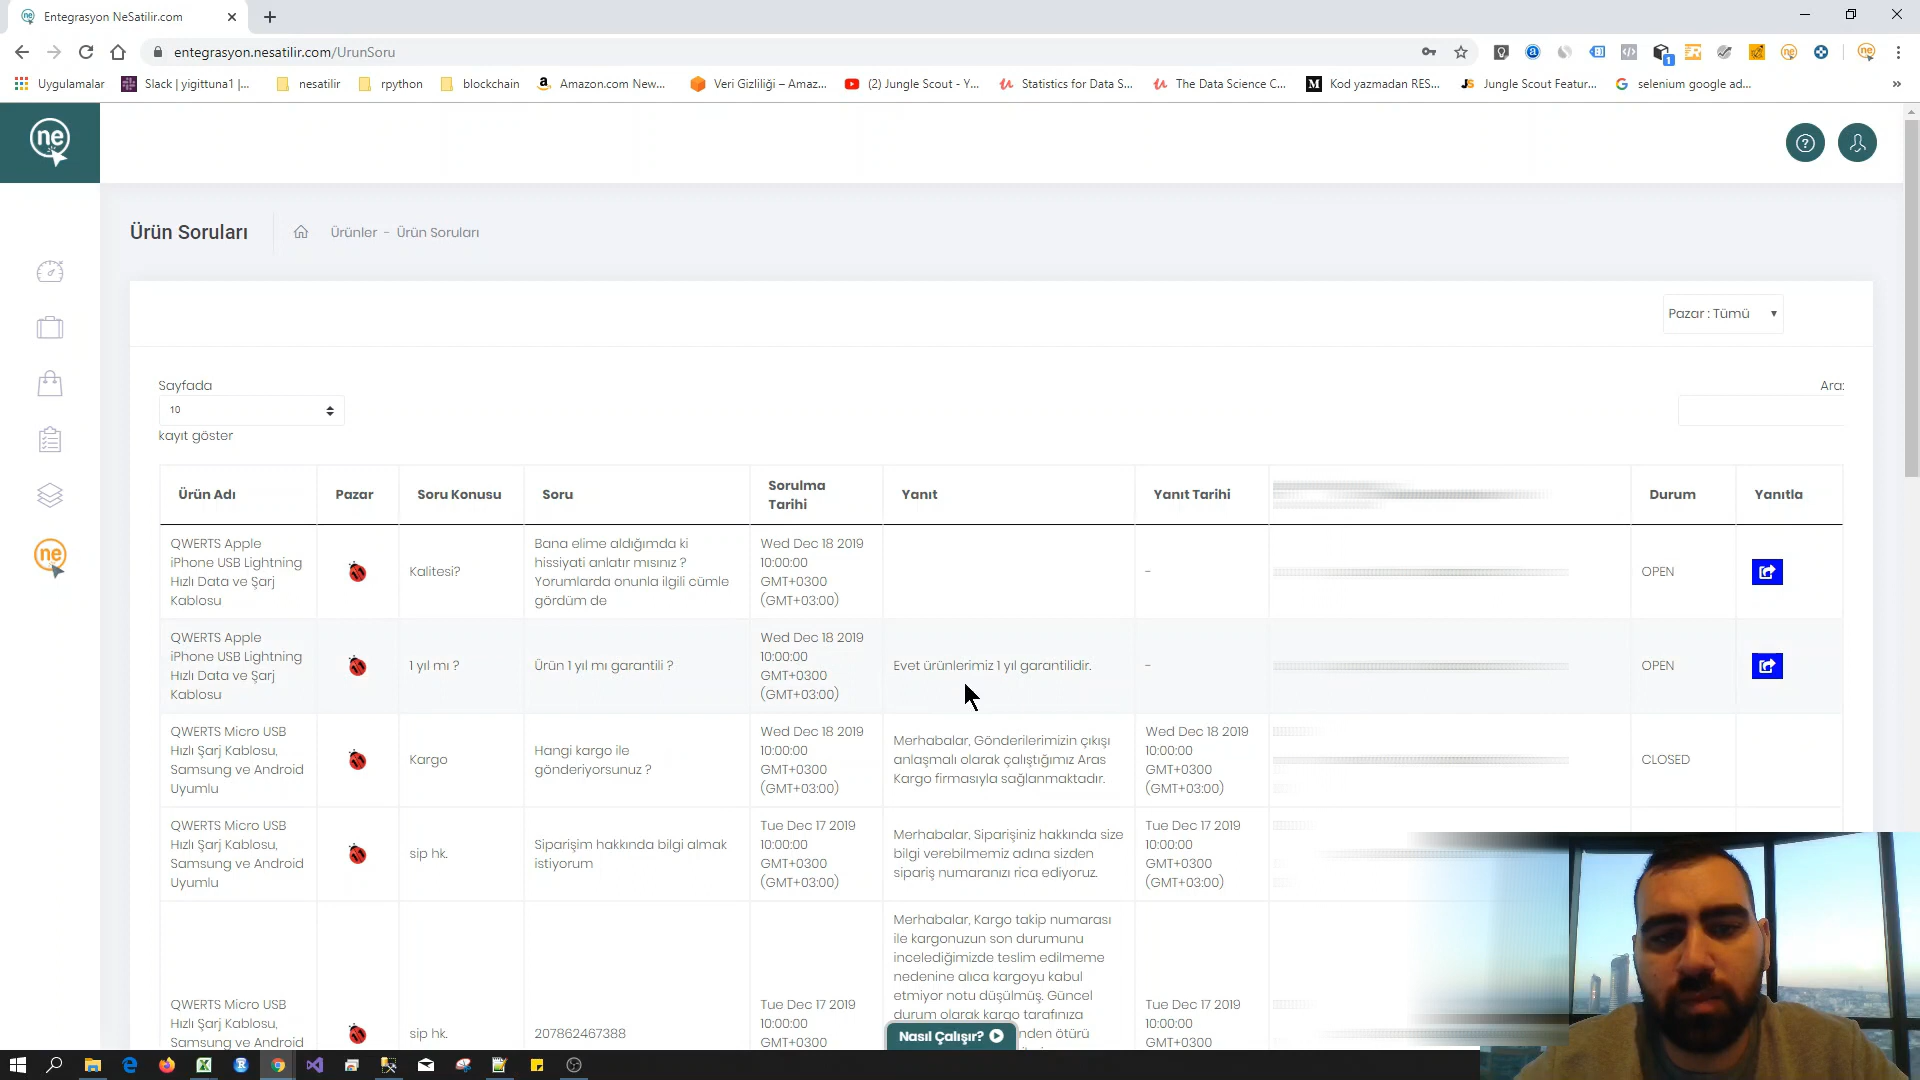 Entegrasyon NeSatilir.com
entegrasyon.nesatilir.com/UrunSoru
Uygulamalar
Slack | yigittuna1 |...
nesatilir
rpython
blockchain
Amazon.com New...
Veri Gizliliği – Amaz...
(2) Jungle Scout - Y...
Statistics for Data S...
The Data Science C...
Kod yazmadan RES...
Jungle Scout Featur...
selenium google ad...
ne
Ürün Soruları
Ürünler - Ürün Soruları
Pazar : Tümü
Sayfada
10
kayıt göster
Ara:
Ürün Adı
Pazar
Soru Konusu
Soru
Sorulma
Tarihi
Yanıt
Yanıt Tarihi
Durum
Yanıtla
QWERTS Apple
iPhone USB Lightning
Hızlı Data ve Şarj
Kablosu
Kalitesi?
Bana elime aldığımda ki
hissiyati anlatır mısınız ?
Yorumlarda onunla ilgili cümle
gördüm de
Wed Dec 18 2019
10:00:00
GMT+0300
(GMT+03:00)
-
OPEN
QWERTS Apple
iPhone USB Lightning
Hızlı Data ve Şarj
Kablosu
1 yıl mı ?
Ürün 1 yıl mı garantili ?
Wed Dec 18 2019
10:00:00
GMT+0300
(GMT+03:00)
Evet ürünlerimiz 1 yıl garantilidir.
-
OPEN
ne
QWERTS Micro USB
Hızlı Şarj Kablosu,
Samsung ve Android
Uyumlu
Kargo
Hangi kargo ile
gönderiyorsunuz ?
Wed Dec 18 2019
10:00:00
GMT+0300
(GMT+03:00)
Merhabalar, Gönderilerimizin çıkışı
anlaşmalı olarak çalıştığımız Aras
Kargo firmasıyla sağlanmaktadır.
Wed Dec 18 2019
10:00:00
GMT+0300
(GMT+03:00)
CLOSED
QWERTS Micro USB
Hızlı Şarj Kablosu,
Samsung ve Android
Uyumlu
sip hk.
Siparişim hakkında bilgi almak
istiyorum
Tue Dec 17 2019
10:00:00
GMT+0300
(GMT+03:00)
Merhabalar, Siparişiniz hakkında size
bilgi verebilmemiz adına sizden
sipariş numaranızı rica ediyoruz.
Tue Dec 17 2019
10:00:00
GMT+0300
(GMT+03:00)
QWERTS Micro USB
Hızlı Şarj Kablosu,
Samsung ve Android
sip hk.
207862467388
Tue Dec 17 2019
10:00:00
GMT+0300
Merhabalar, Kargo takip numarası
ile kargonuzun son durumunu
incelediğimizde teslim edilmeme
nedenine alıca kargoyu kabul
etmiyor notu düşülmüş. Güncel
durum olarak kargo tarafınıza
nden ötürü
Tue Dec 17 2019
10:00:00
GMT+0300
Nasıl Çalışır?